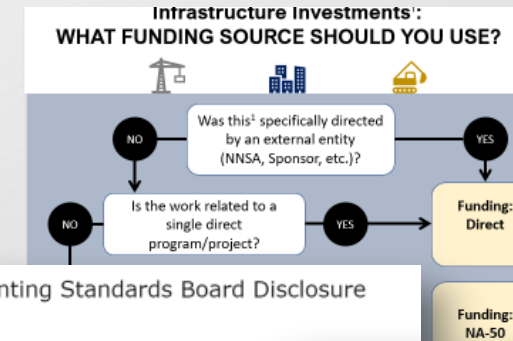 Infrastructure Investments¹:
WHAT FUNDING SOURCE SHOULD YOU USE?
Was this¹ specifically directed
by an external entity
(NNSA, Sponsor, etc.)?
NO
YES
Is the work related to a
single direct
program/project?
NO
YES
Funding:
Direct
nting Standards Board Disclosure
Funding:
NA-50